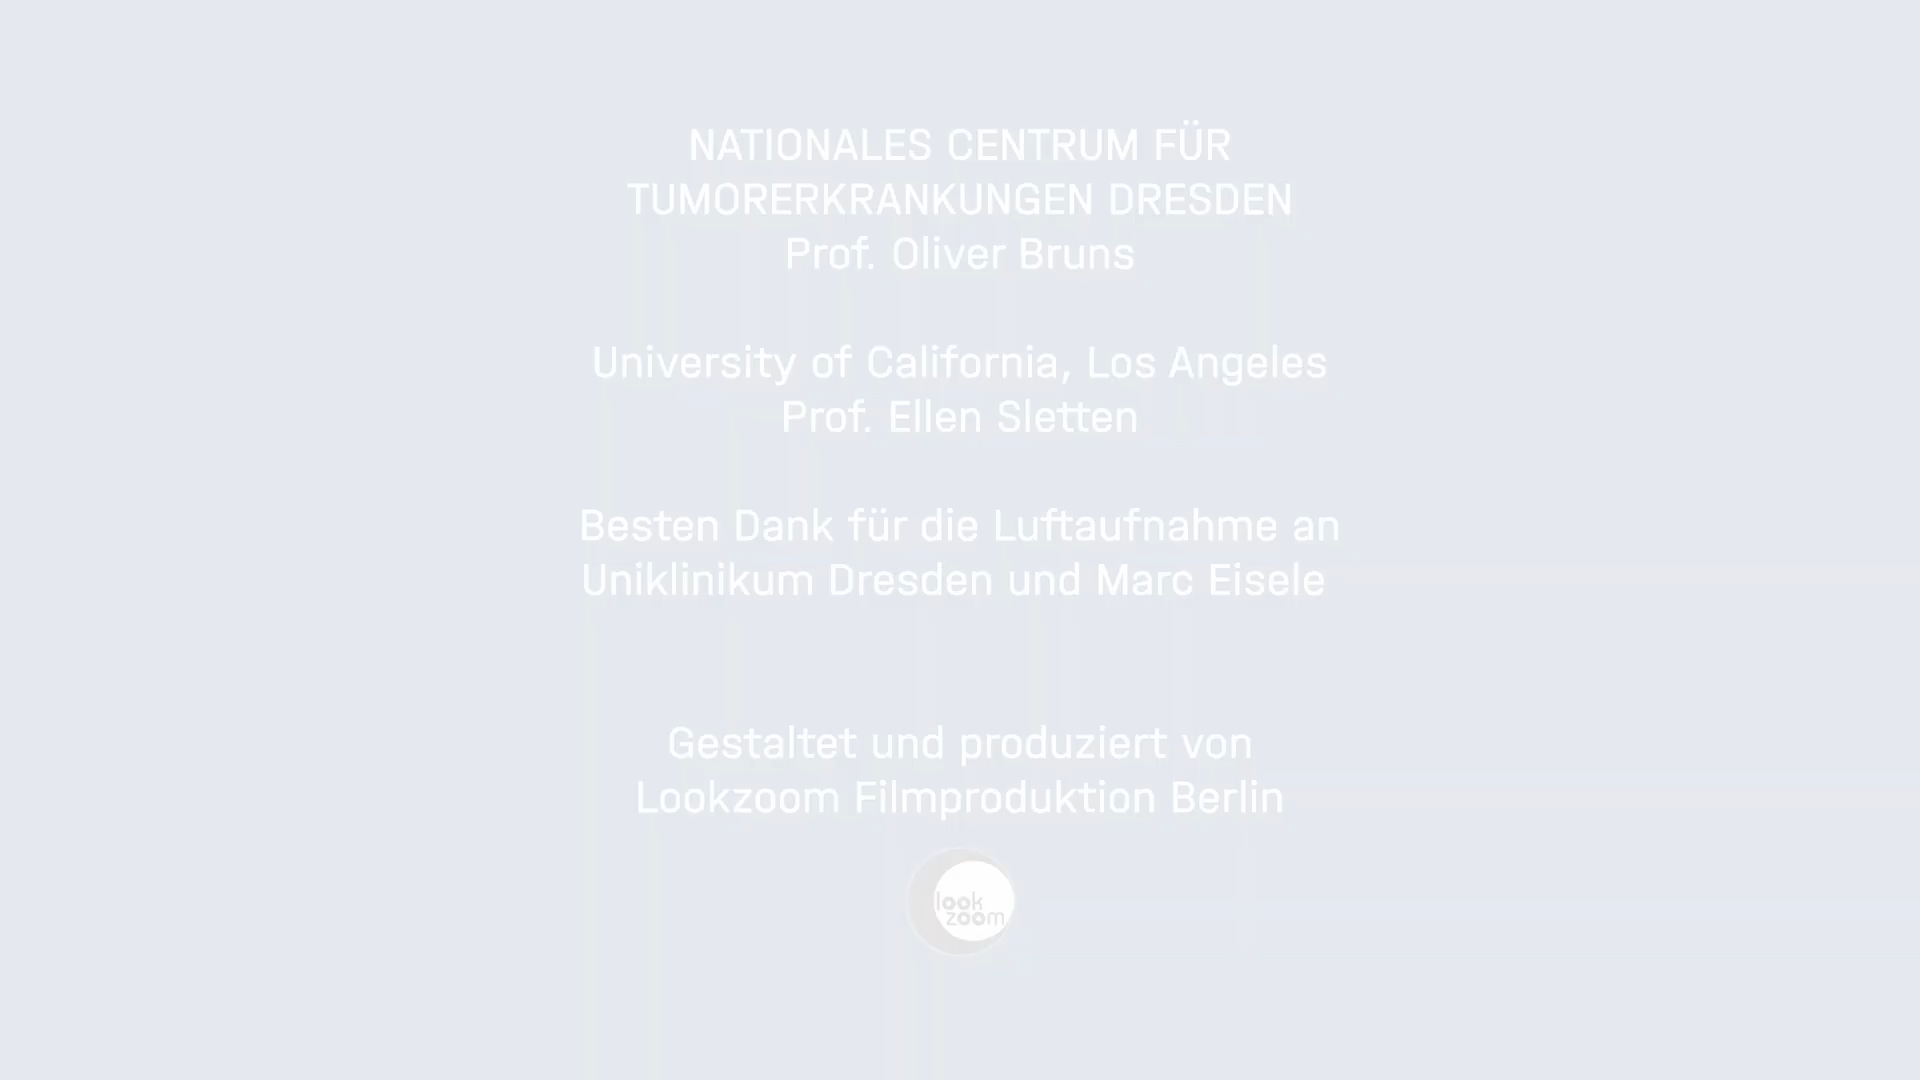 NATIONALES CENTRUM FÜR
TUMORERKRANKUNGEN DRESDEN
Prof. Oliver Bruns
University of California, Los Angeles
Prof. Ellen Sletten
Besten Dank für die Luftaufnahme an
Uniklinikum Dresden und Marc Eisele
Gestaltet und produziert von
Lookzoom Filmproduktion Berlin
look
zoom